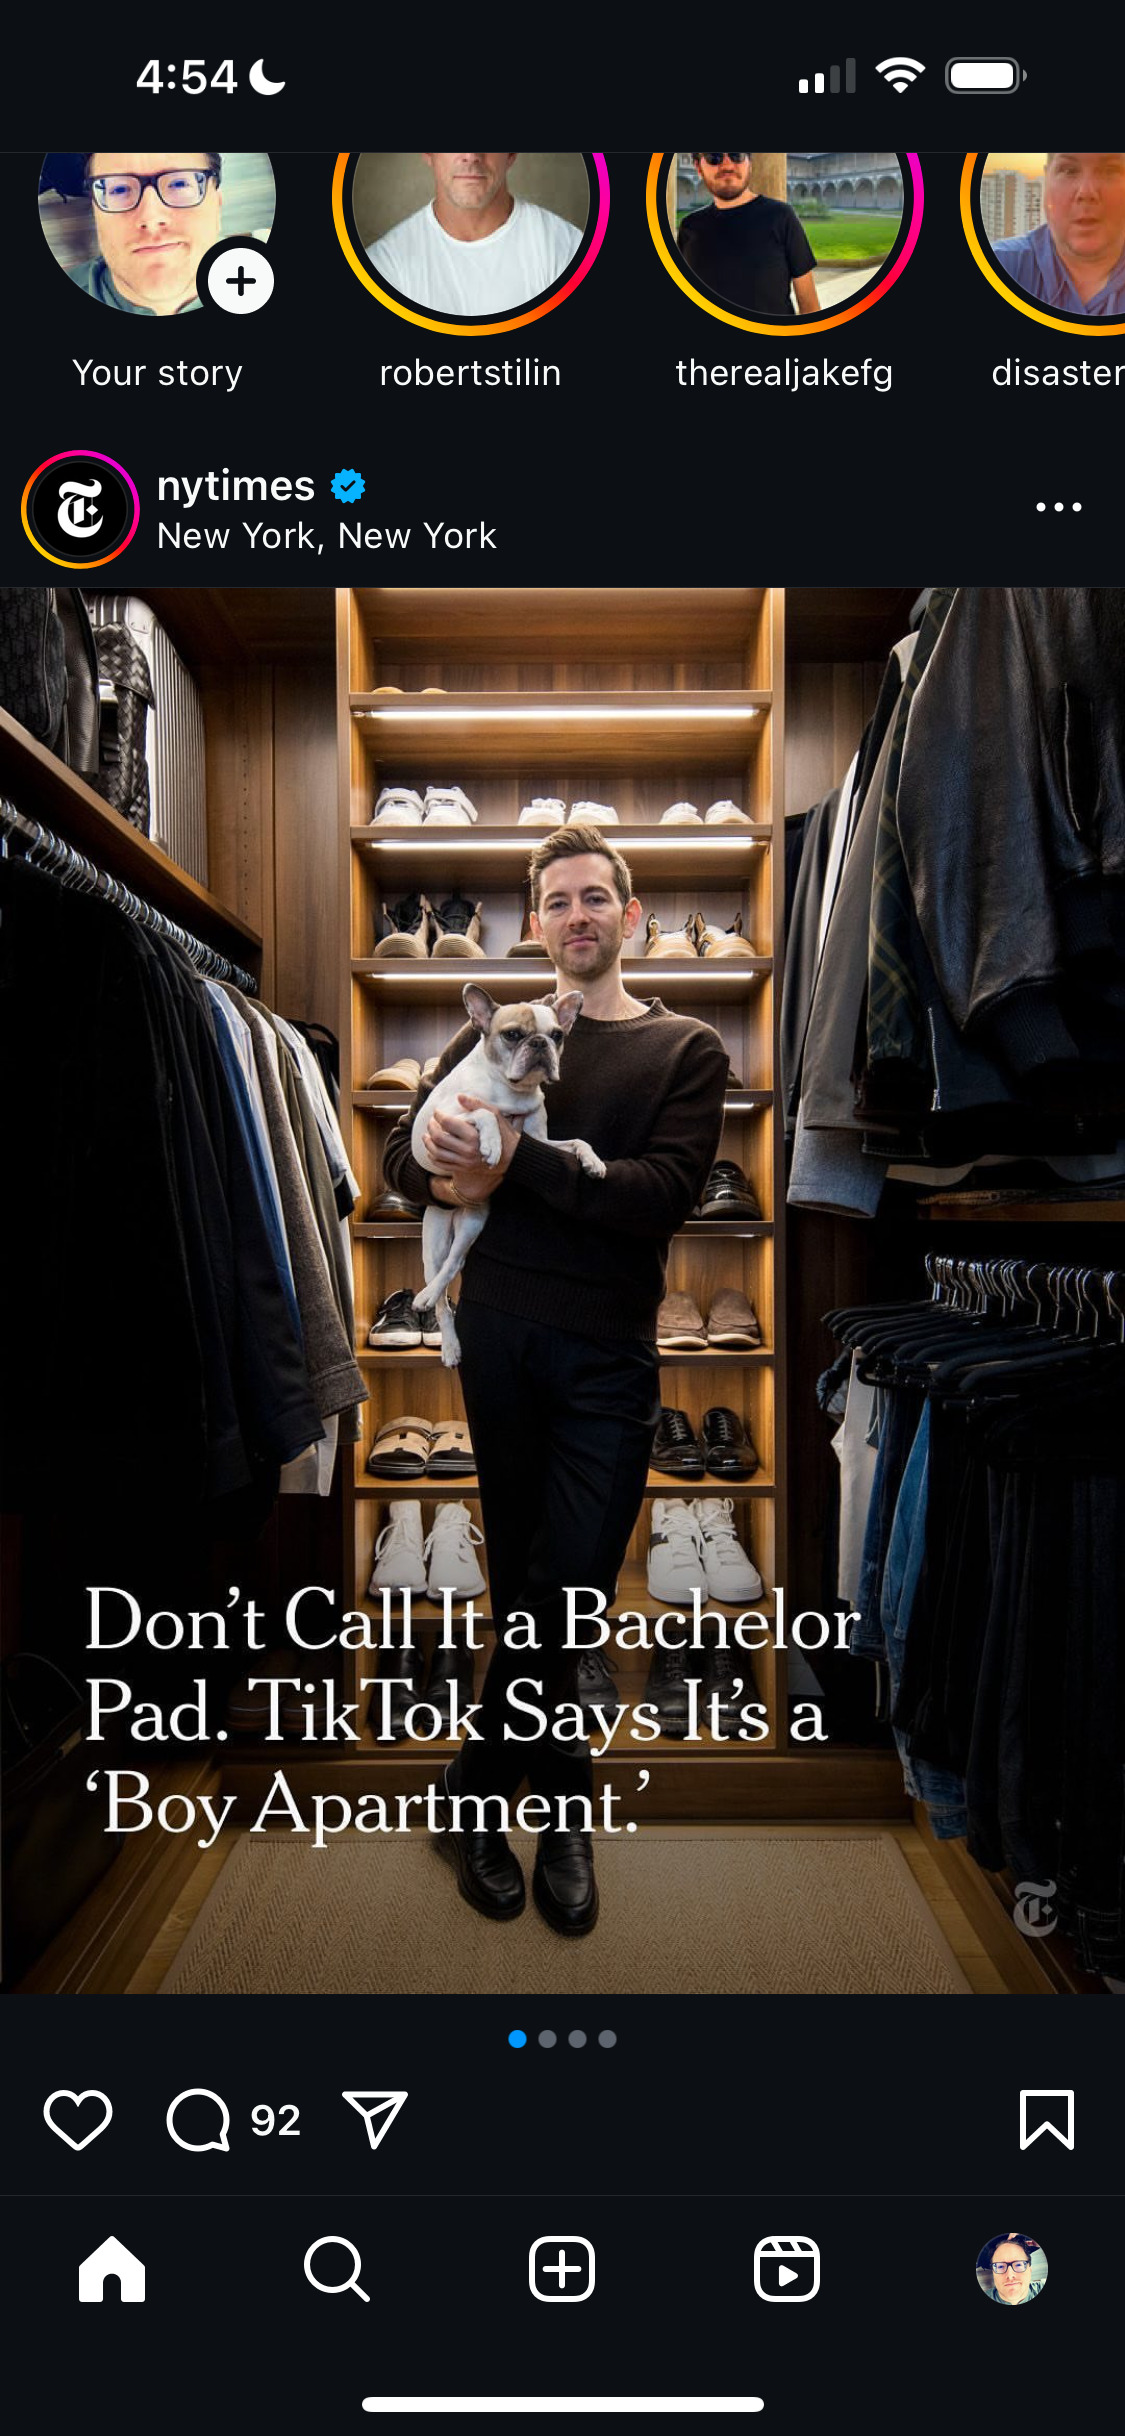 4:54
Your story
robertstilin
therealjakefg
disaster
nytimes
New York, New York
Don’t Call It a Bachelor
Pad. TikTok Says It’s a
‘Boy Apartment.’
92